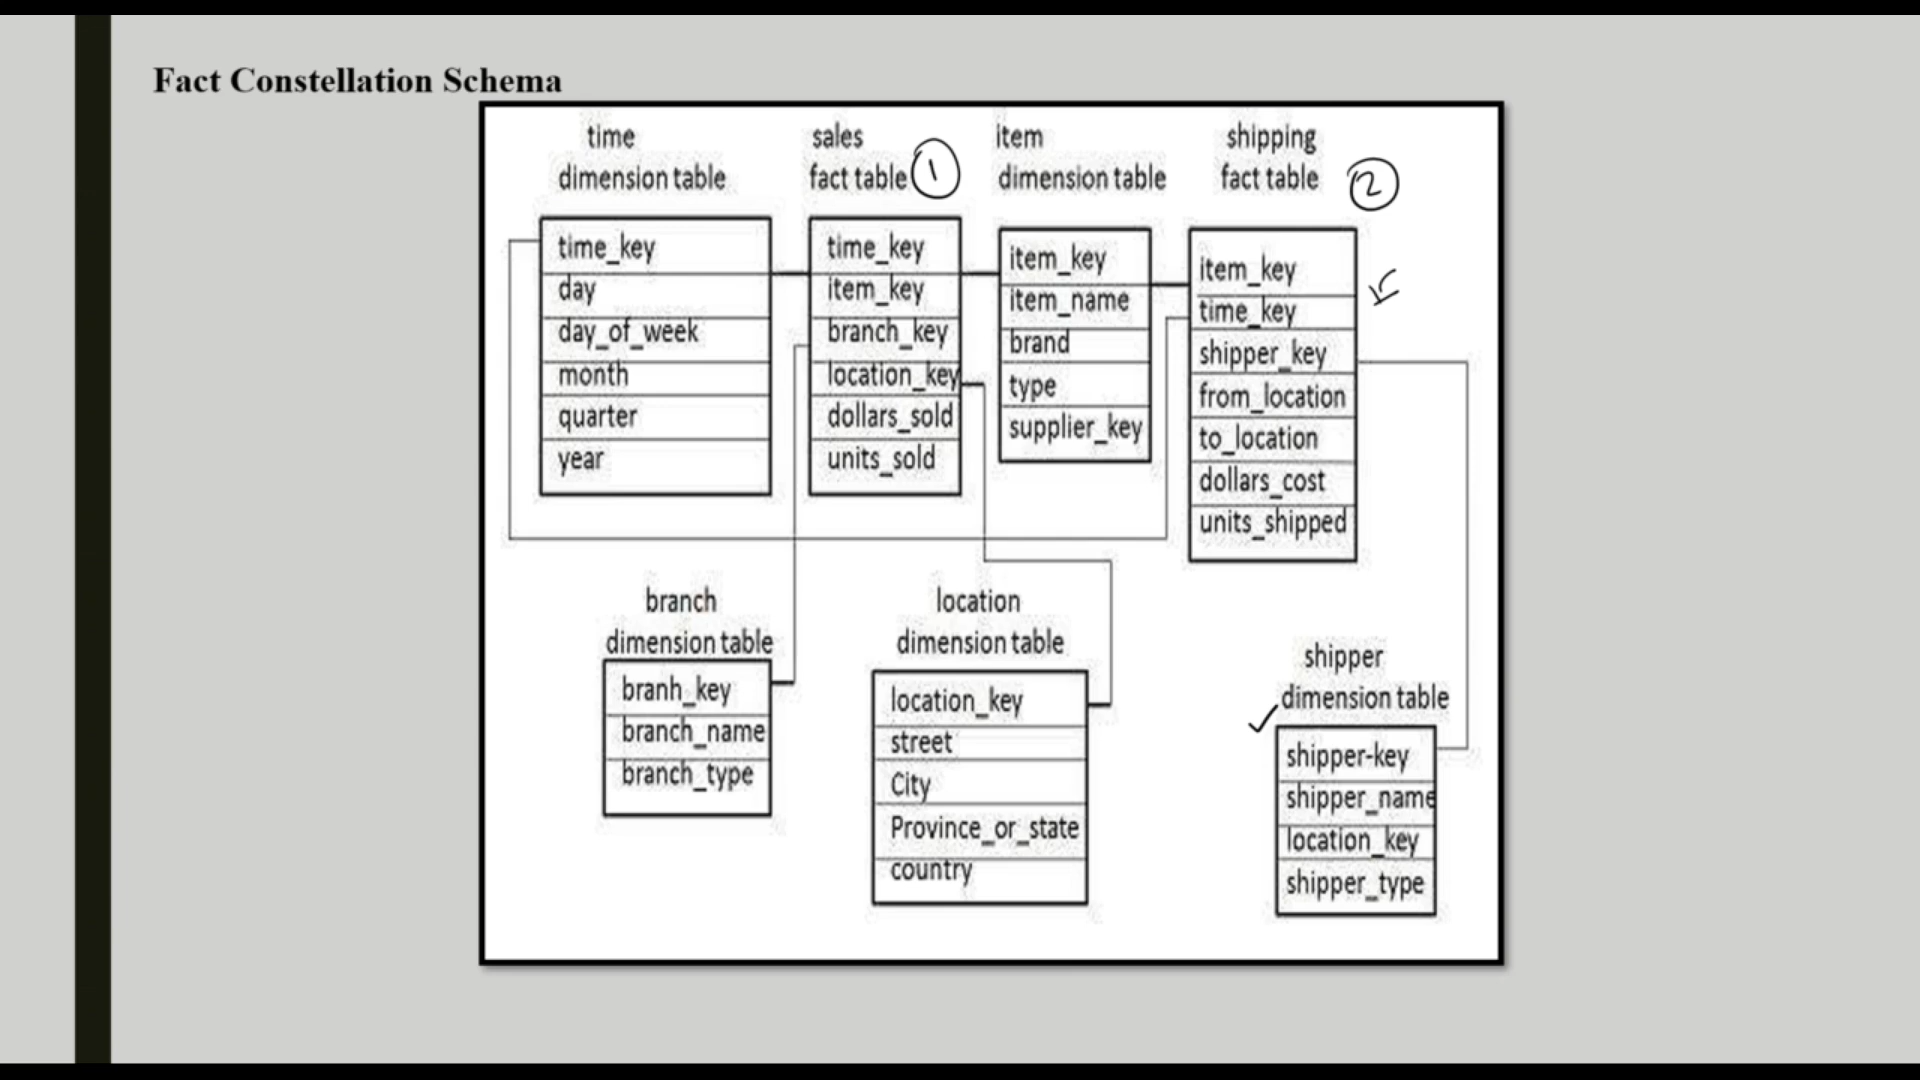 Fact Constellation Schema
time
dimension table
time_key
day
day_of_week
month
quarter
year
sales
fact table
1
time_key
item_key
branch_key
location_key
dollars_sold
units_sold
item
dimension table
item_key
item_name
brand
type
supplier_key
shipping
fact table
2
item_key
time_key
shipper_key
from_location
to_location
dollars_cost
units_shipped
branch
dimension table
branh_key
branch_name
branch_type
location
dimension table
location_key
street
City
Province_or_state
country
shipper
dimension table
shipper-key
shipper_name
location_key
shipper_type